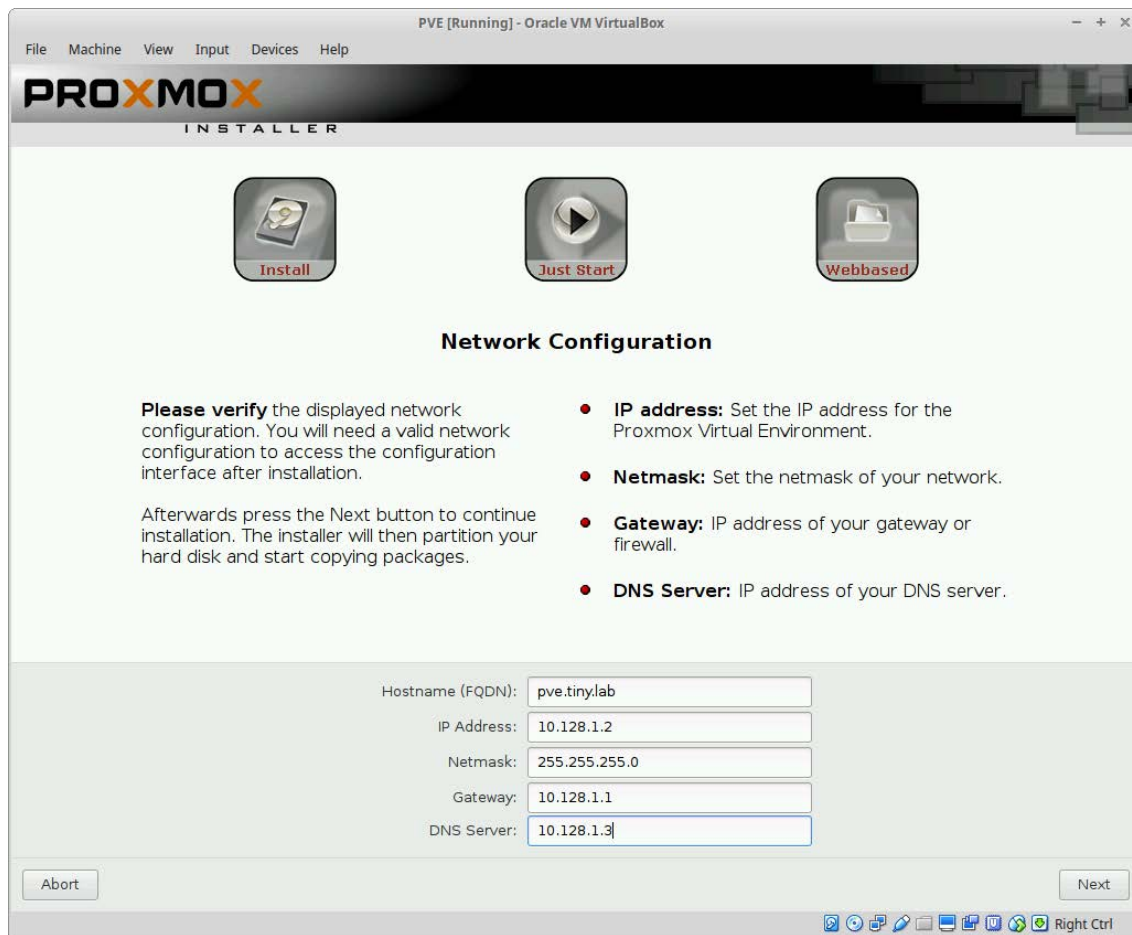 PVE [Running] - Oracle VM VirtualBox
File Machine View Input Devices Help
PROXMOX
INSTALLER
Install
Just Start
Webbased
Network Configuration
Please verify the displayed network
configuration. You will need a valid network
configuration to access the configuration
interface after installation.
Afterwards press the Next button to continue
installation. The installer will then partition your
hard disk and start copying packages.
IP address: Set the IP address for the
Proxmox Virtual Environment.
Netmask: Set the netmask of your network.
Gateway: IP address of your gateway or
firewall.
DNS Server: IP address of your DNS server.
Hostname (FQDN): pve.tiny.lab
IP Address: 10.128.1.2
Netmask: 255.255.255.0
Gateway: 10.128.1.1
DNS Server: 10.128.1.3
Abort
Next
Right Ctrl